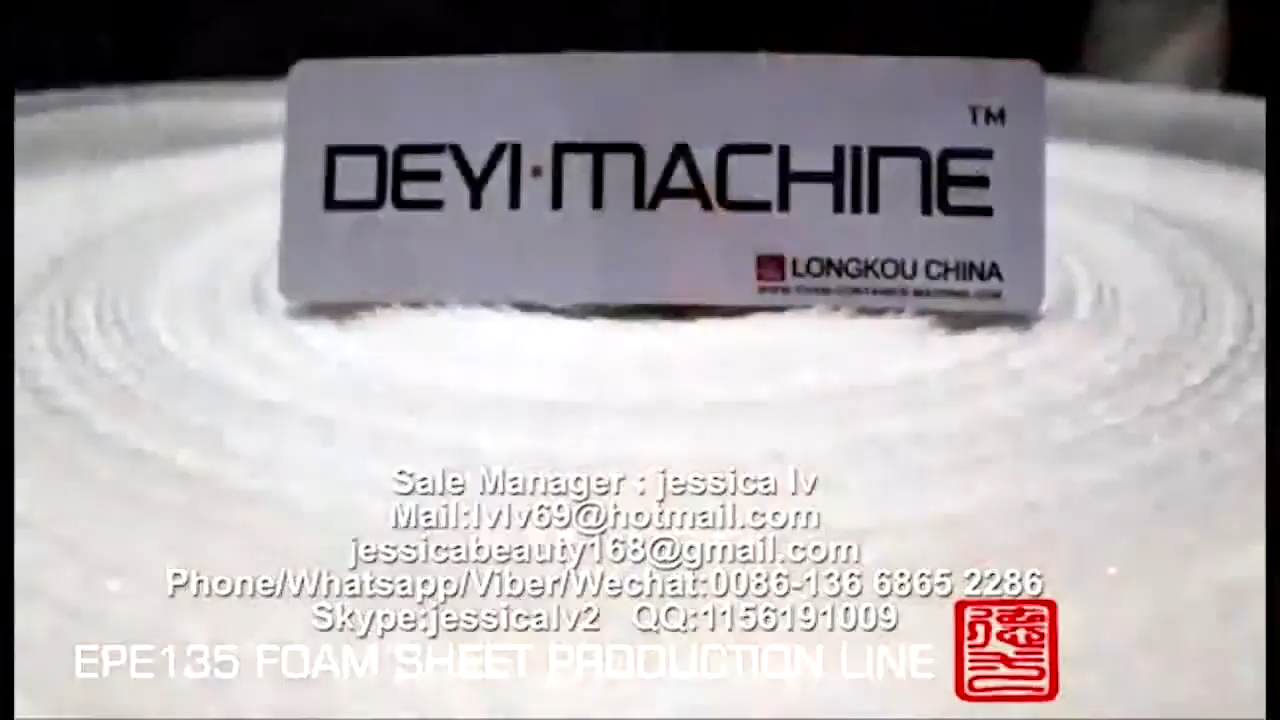 TM
DEYI·MACHINE
LONGKOU CHINA
Sale Manager : jessica lv
Mail:lvlv69@hotmail.com
jessicabeauty168@gmail.com
Phone/Whatsapp/Viber/Wechat:0086-136 6865 2286
Skype:jessicalv2 QQ:1156191009
EPE135 FOAM SHEET PRODUCTION LINE